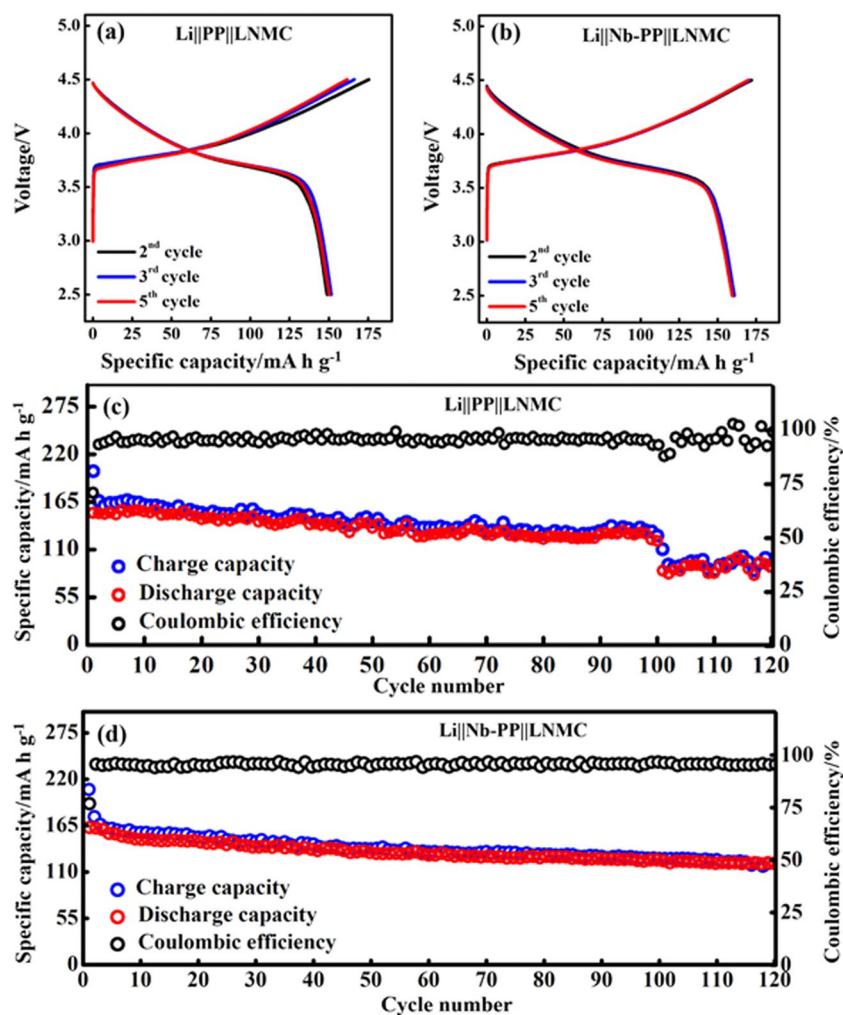 (a)
Li||PP||LNMC
5.0
4.5
4.0
3.5
3.0
2.5
Voltage/V
2nd cycle
3rd cycle
5th cycle
0 25 50 75 100 125 150 175
Specific capacity/mA h g-1
(b)
Li||Nb-PP||LNMC
5.0
4.5
4.0
3.5
3.0
2.5
Voltage/V
2nd cycle
3rd cycle
5th cycle
0 25 50 75 100 125 150 175
Specific capacity/mA h g-1
(c)
Li||PP||LNMC
275
220
165
110
55
0
Specific capacity/mA h g-1
100
75
50
25
0
Coulombic efficiency/%
Charge capacity
Discharge capacity
Coulombic efficiency
0 10 20 30 40 50 60 70 80 90 100 110 120
Cycle number
(d)
Li||Nb-PP||LNMC
275
220
165
110
55
0
Specific capacity/mA h g-1
100
75
50
25
0
Coulombic efficiency/%
Charge capacity
Discharge capacity
Coulombic efficiency
0 10 20 30 40 50 60 70 80 90 100 110 120
Cycle number